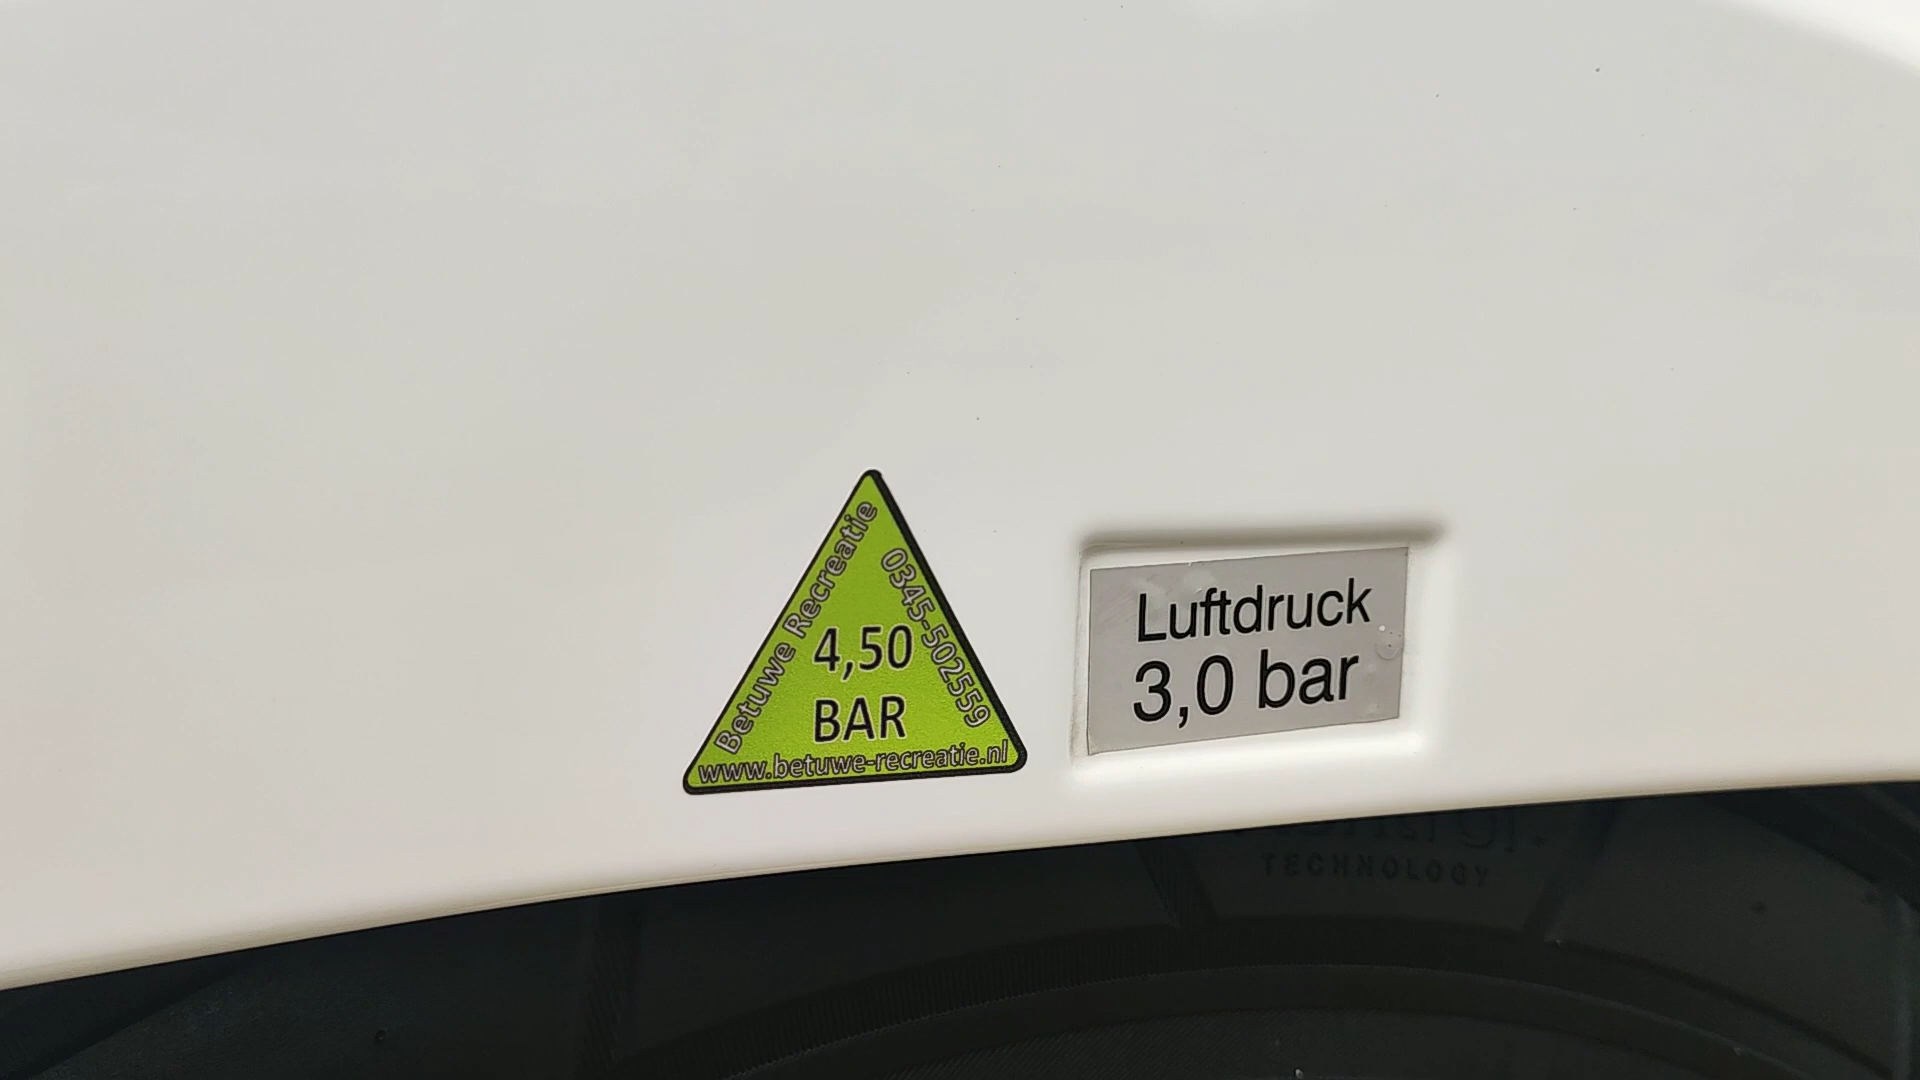 Betuwe Recreatie
0345-502559
4,50
BAR
www.betuwe-recreatie.nl
Luftdruck
3,0 bar
TECHNOLOGY